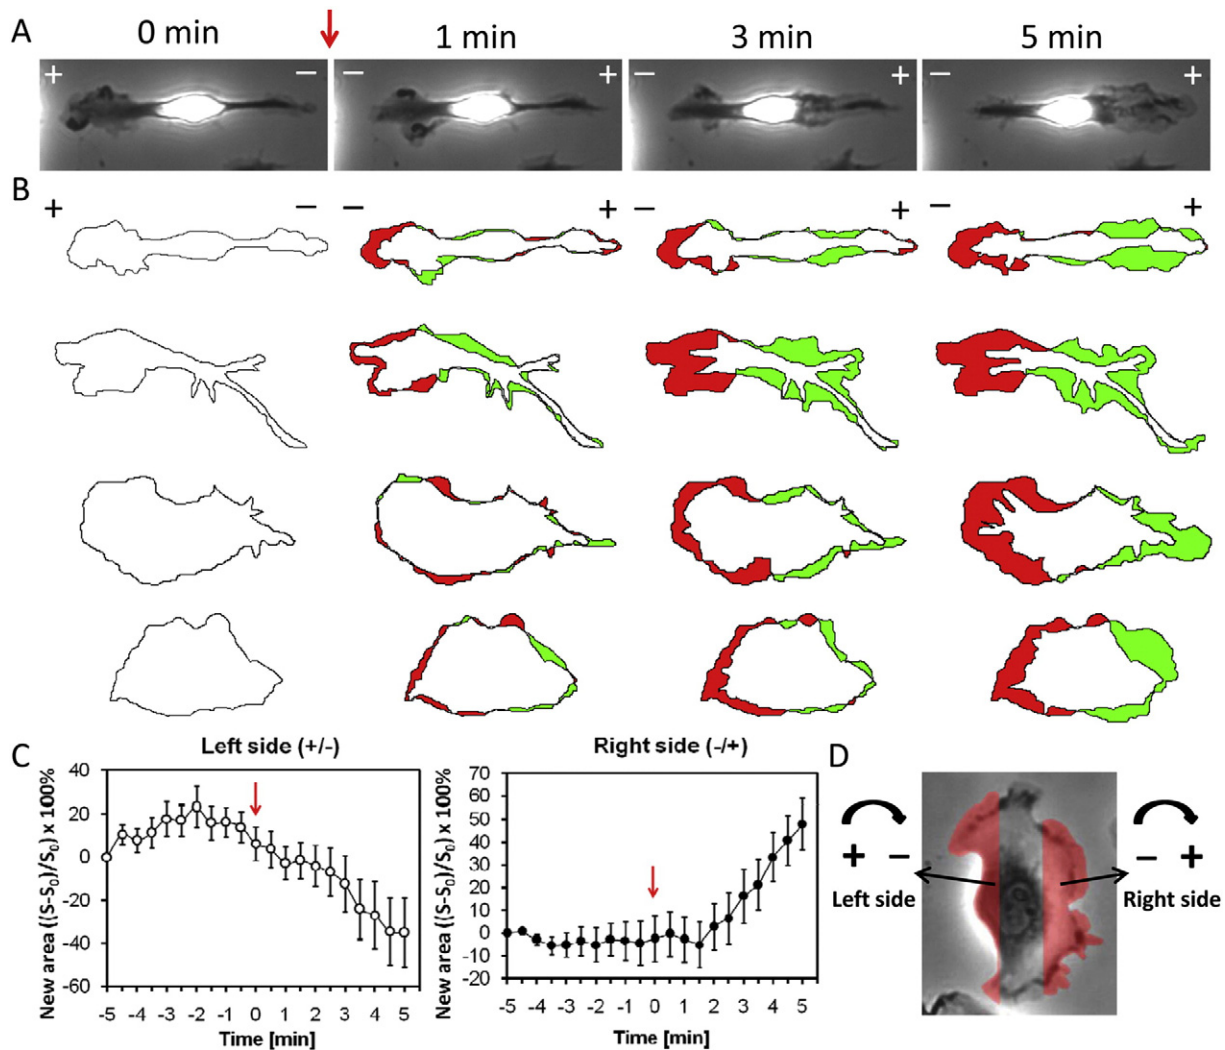 A
0 min
1 min
3 min
5 min
+
−
−
+
−
+
−
+
B
+
−
−
+
−
+
−
+
C
Left side (+/-)
New area ((S-S₀)/S₀) x 100%
40
20
0
-20
-40
-60
-5 -4 -3 -2 -1 0 1 2 3 4 5
Time [min]
Right side (-/+)
New area ((S-S₀)/S₀) x 100%
70
60
50
40
30
20
10
0
-10
-20
-5 -4 -3 -2 -1 0 1 2 3 4 5
Time [min]
D
+ −
Left side
− +
Right side